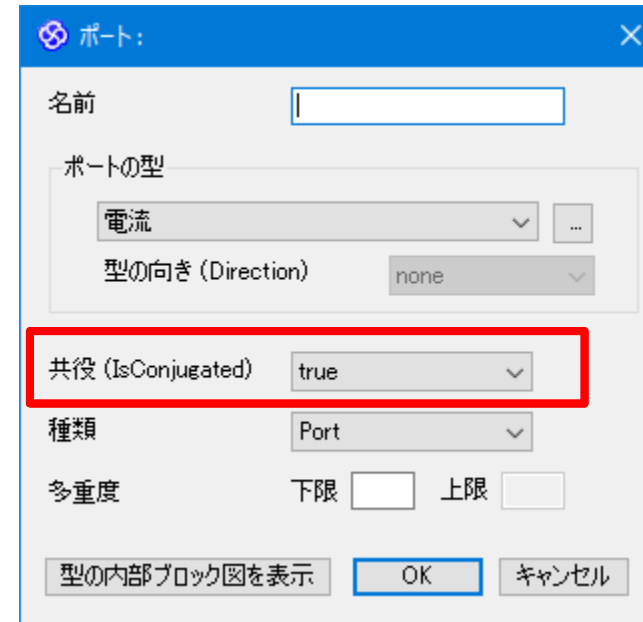 ポート:
名前
ポートの型
電流
...
型の向き (Direction) none
共役 (IsConjugated) true
種類 Port
多重度 下限 上限
型の内部ブロック図を表示 OK キャンセル